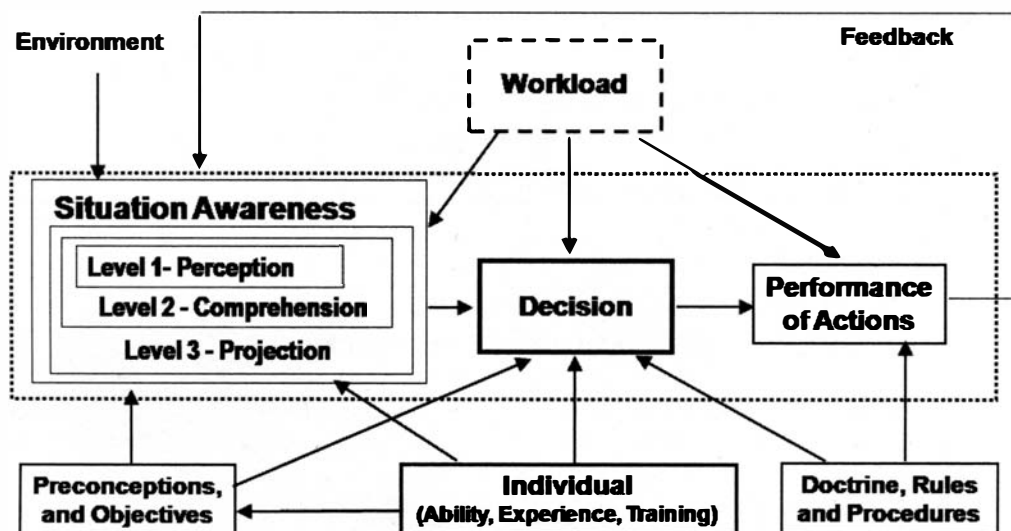 Environment
Feedback
Workload
Situation Awareness
Level 1- Perception
Level 2 - Comprehension
Level 3 - Projection
Decision
Performance
of Actions
Preconceptions,
and Objectives
Individual
(Ability, Experience, Training)
Doctrine, Rules
and Procedures